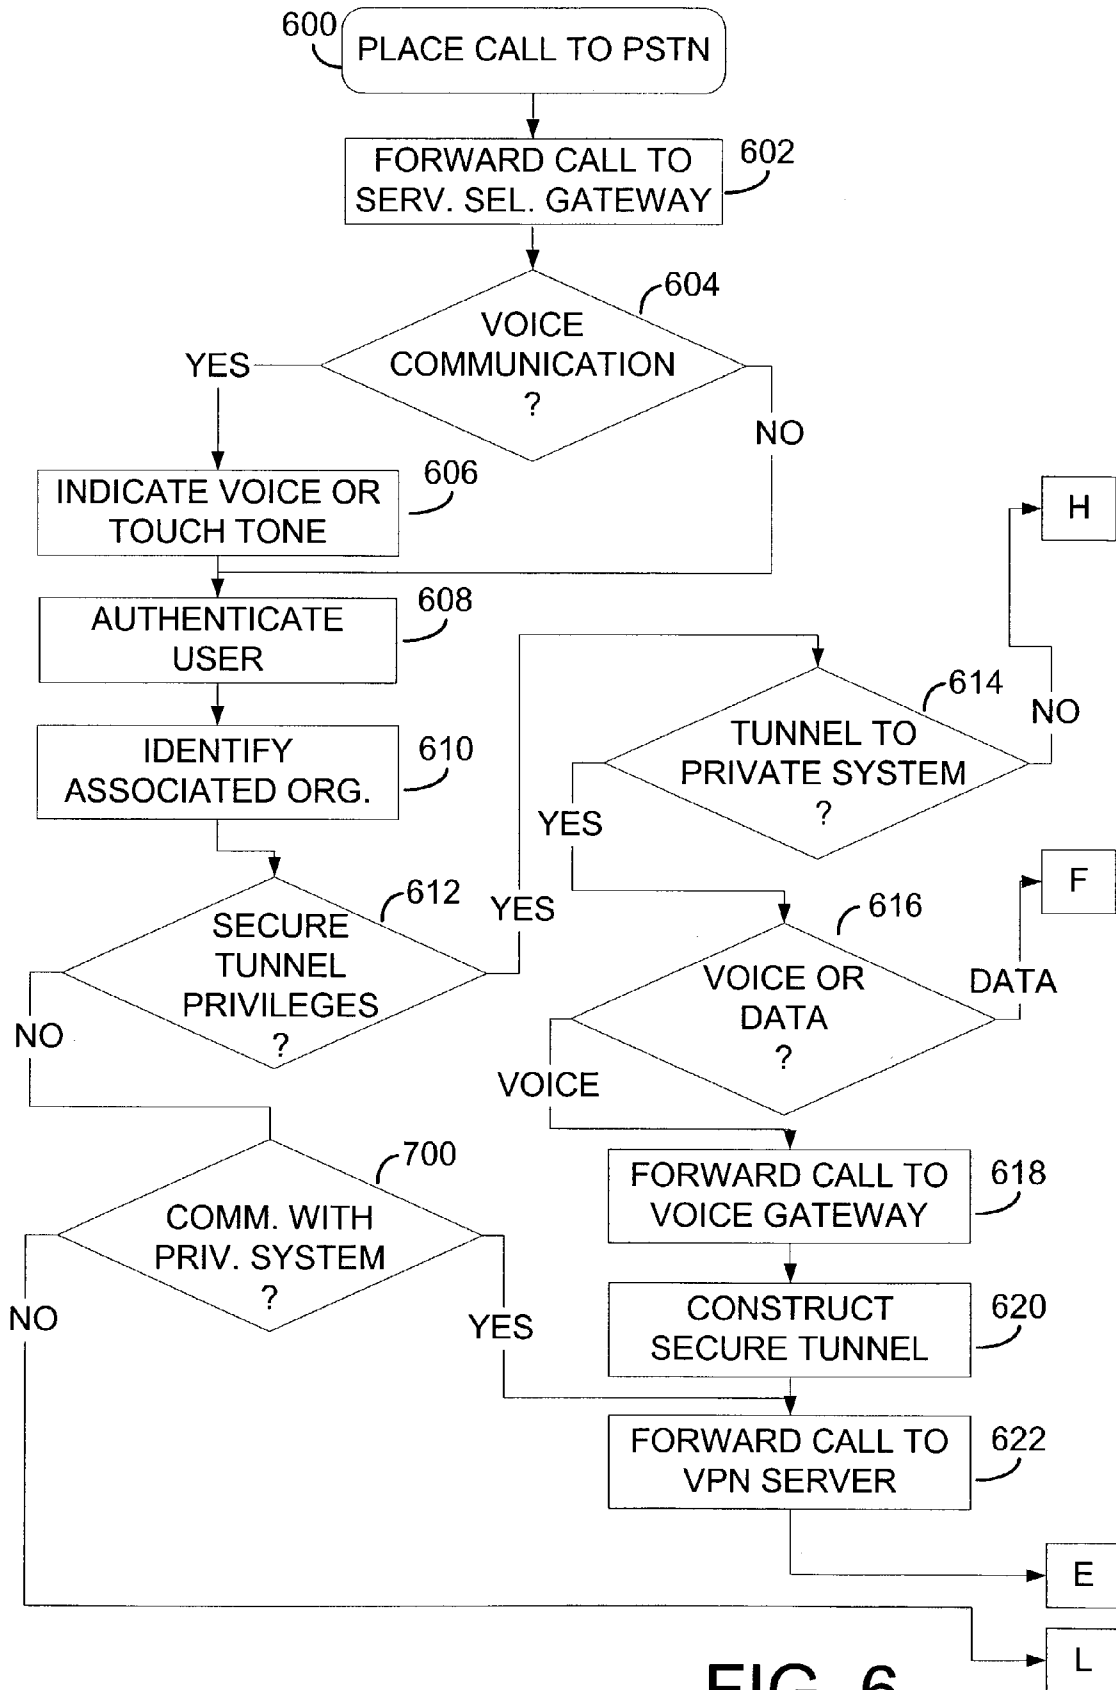 600
PLACE CALL TO PSTN
FORWARD CALL TO
SERV. SEL. GATEWAY
602
604
VOICE
COMMUNICATION
?
YES
NO
606
INDICATE VOICE OR
TOUCH TONE
H
608
AUTHENTICATE
USER
614
NO
TUNNEL TO
PRIVATE SYSTEM
?
610
IDENTIFY
ASSOCIATED ORG.
YES
F
612
YES
SECURE
TUNNEL
PRIVILEGES
?
NO
616
VOICE OR
DATA
?
DATA
VOICE
700
COMM. WITH
PRIV. SYSTEM
?
NO
YES
FORWARD CALL TO
VOICE GATEWAY
618
CONSTRUCT
SECURE TUNNEL
620
FORWARD CALL TO
VPN SERVER
622
E
L
FIG. 6